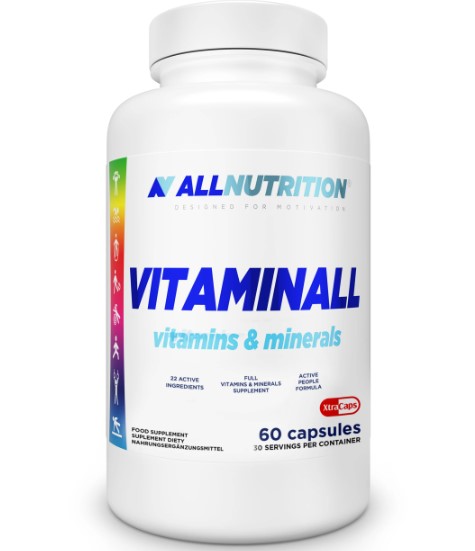 ALLNUTRITION®
DESIGNED FOR MOTIVATION
VITAMINALL
vitamins & minerals
22 ACTIVE
INGREDIENTS
FULL
VITAMINS & MINERALS
SUPPLEMENT
ACTIVE
PEOPLE
FORMULA
XtraCaps
60 capsules
30 SERVINGS PER CONTAINER
FOOD SUPPLEMENT
SUPLEMENT DIETY
NAHRUNGSERGÄNZUNGSMITTEL